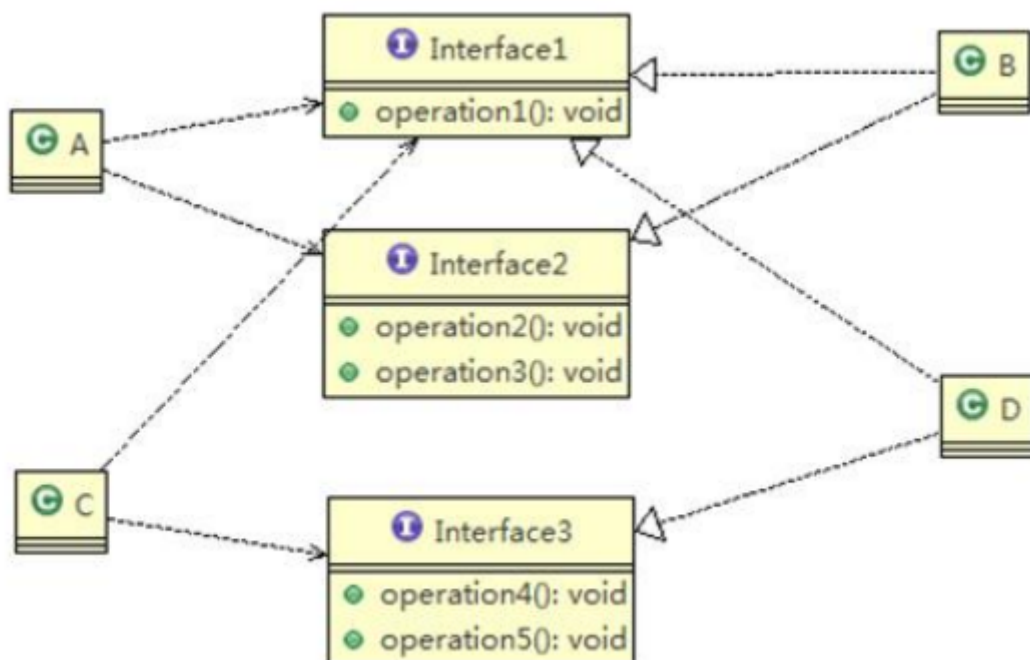 I Interface1
operation1(): void
C B
C A
I Interface2
operation2(): void
operation3(): void
C D
C C
I Interface3
operation4(): void
operation5(): void